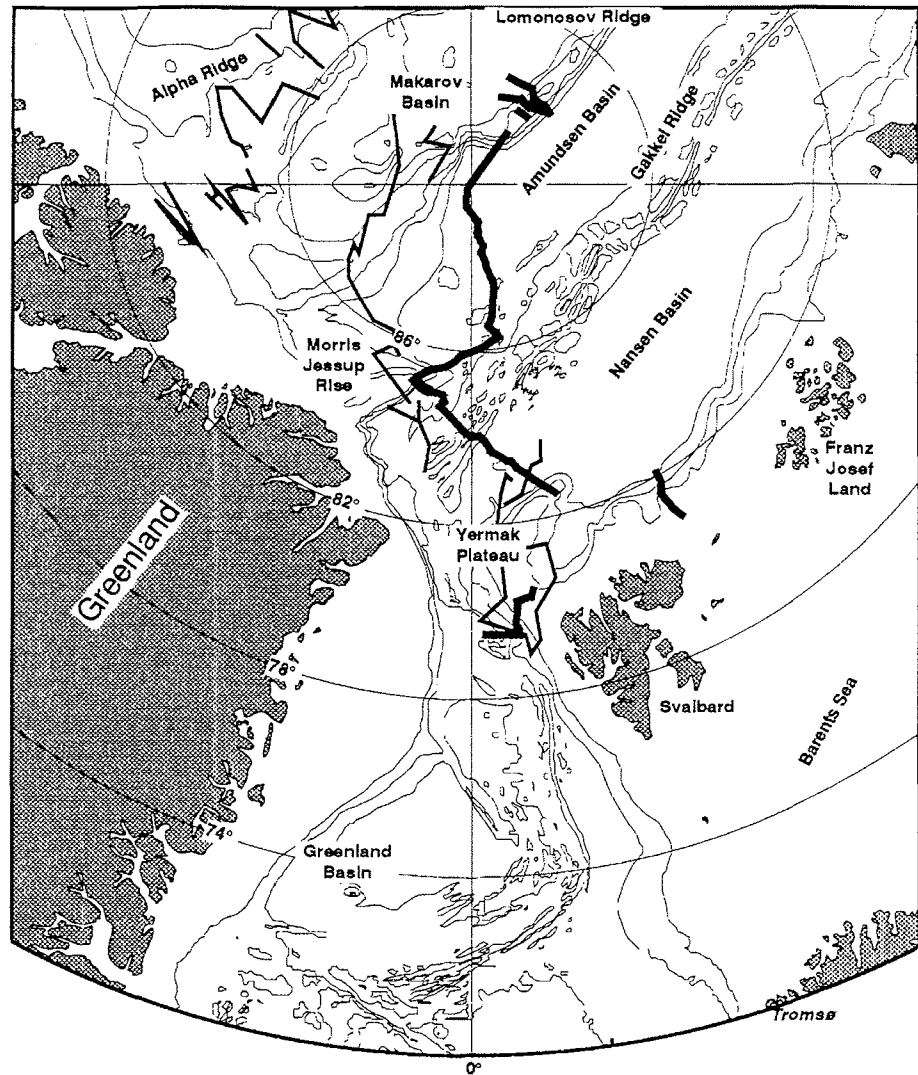 Lomonosov Ridge
Alpha Ridge
Makarov
Basin
Amundsen Basin
Gakkel Ridge
Nansen Basin
86°
Morris
Jessup
Rise
Franz
Josef
Land
82°
Yermak
Plateau
Greenland
78°
Svalbard
Barents Sea
74°
Greenland
Basin
Tromsø
0°